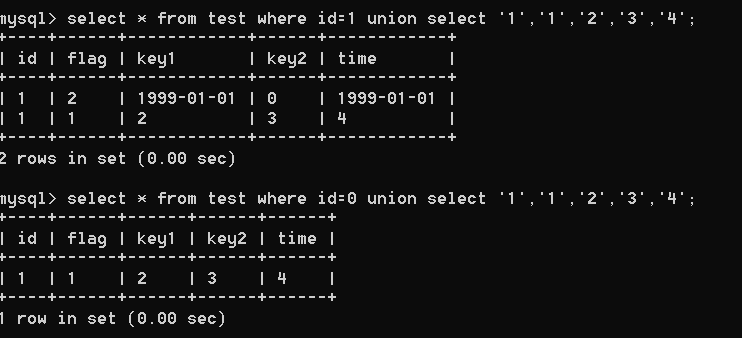 mysql> select * from test where id=1 union select '1','1','2','3','4';
+----+------+------------+------+------------+
| id | flag | key1       | key2 | time       |
+----+------+------------+------+------------+
| 1  | 2    | 1999-01-01 | 0    | 1999-01-01 |
| 1  | 1    | 2          | 3    | 4          |
+----+------+------------+------+------------+
2 rows in set (0.00 sec)
mysql> select * from test where id=0 union select '1','1','2','3','4';
+----+------+------+------+------+
| id | flag | key1 | key2 | time |
+----+------+------+------+------+
| 1  | 1    | 2    | 3    | 4    |
+----+------+------+------+------+
1 row in set (0.00 sec)